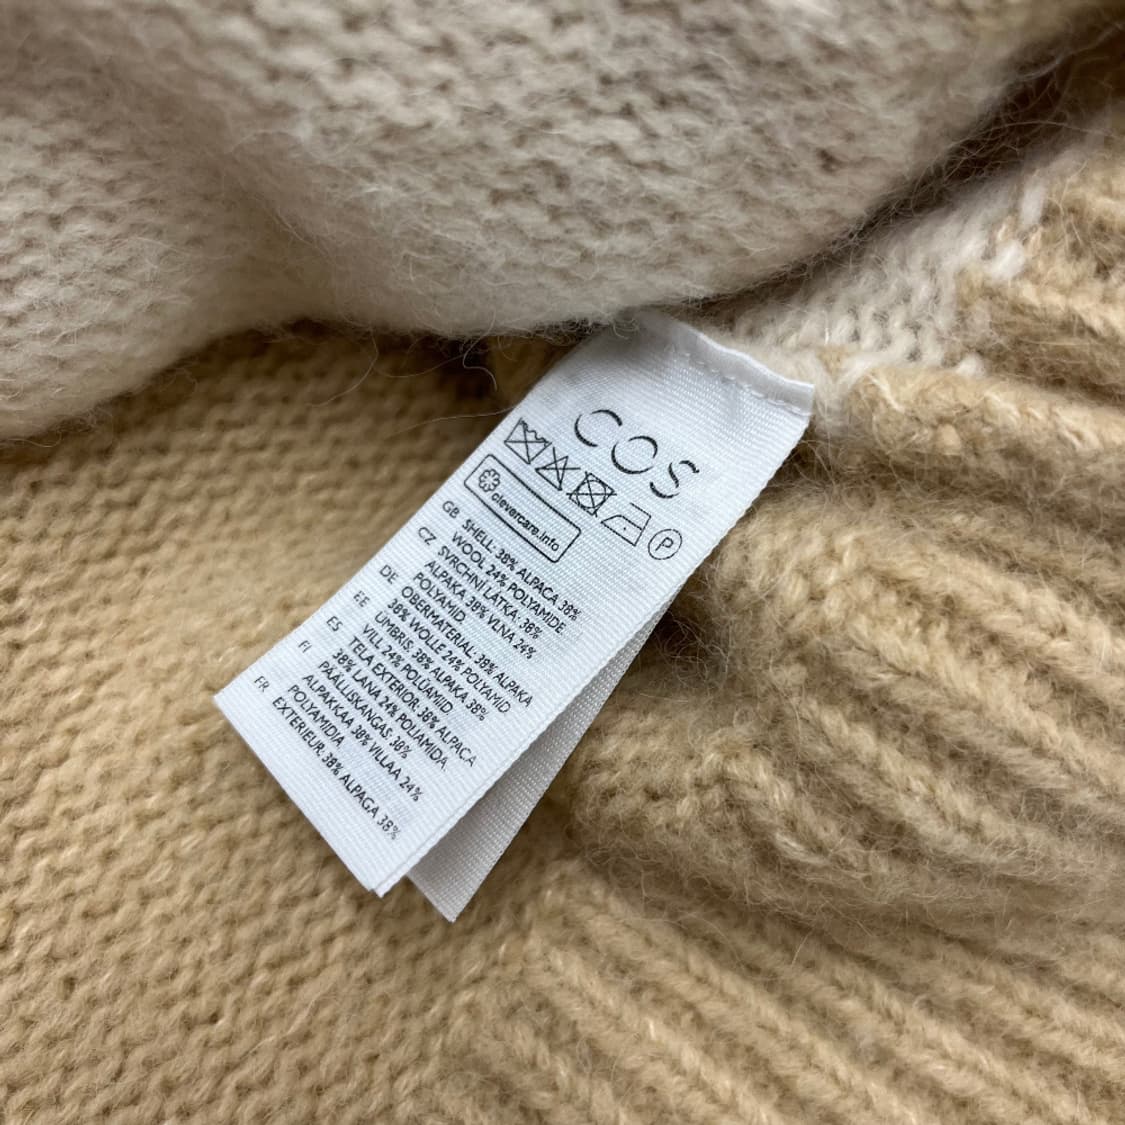 COS
clevercare.info
P
GB SHELL: 38% ALPACA 38%
WOOL 24% POLYAMIDE.
CZ SVRCHNÍ LÁTKA: 38%
ALPAKA 38% VLNA 24%
POLYAMID.
DE OBERMATERIAL: 38% ALPAKA
38% WOLLE 24% POLYAMID
EE ÜMBRIS: 38% ALPAKA 38%
VILL 24% POLÜAMIID
ES TELA EXTERIOR: 38% ALPACA
38% LANA 24% POLIAMIDA.
FI PÄÄLLISKANGAS: 38%
ALPAKKAA 38% VILLAA 24%
POLYAMIDIA
FR EXTERIEUR: 38% ALPAGA 38%